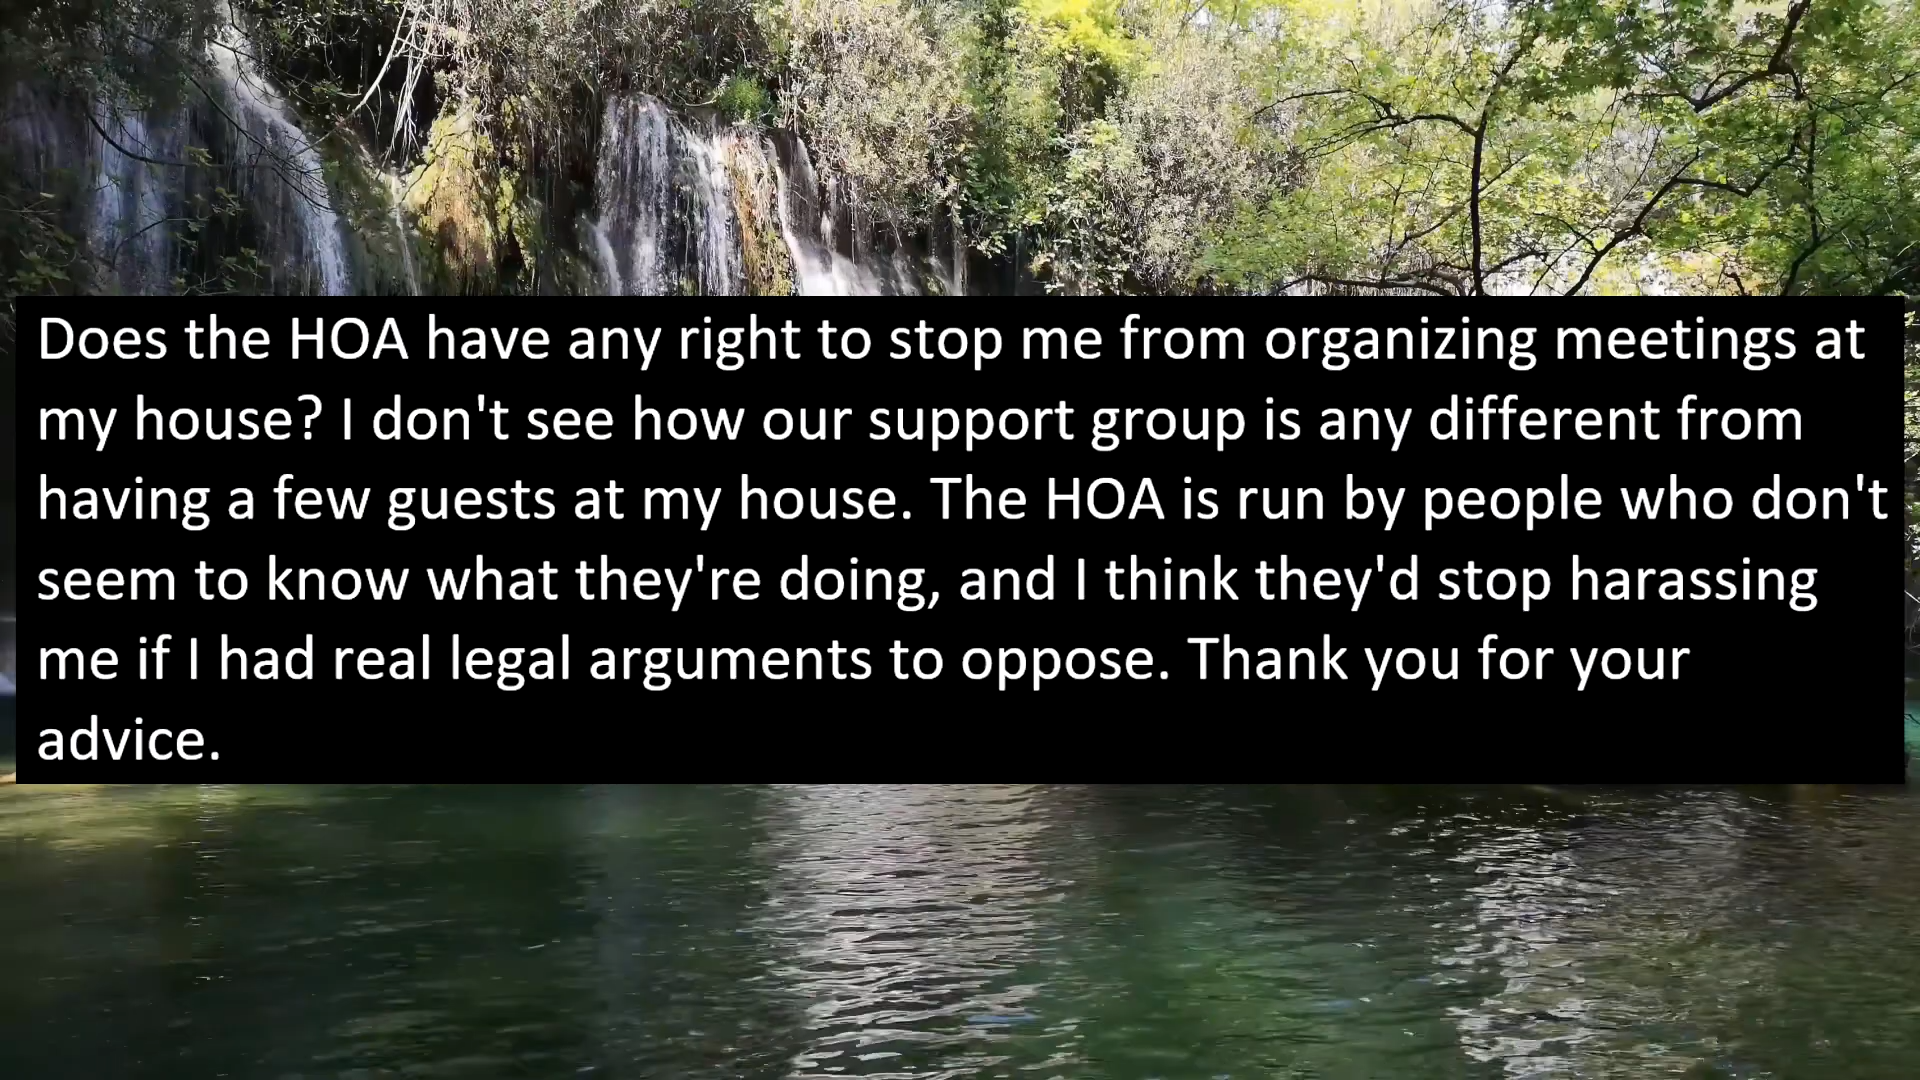 Does the HOA have any right to stop me from organizing meetings at
my house? I don't see how our support group is any different from
having a few guests at my house. The HOA is run by people who don't
seem to know what they're doing, and I think they'd stop harassing
me if I had real legal arguments to oppose. Thank you for your
advice.